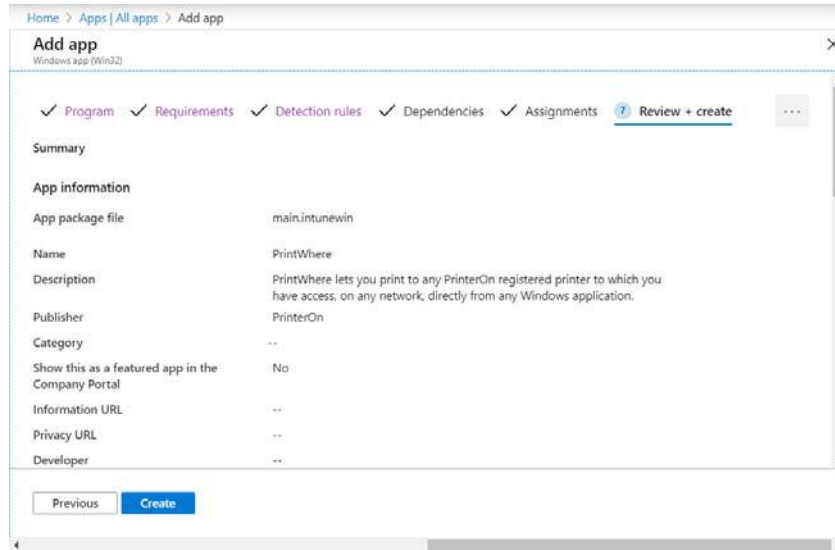 Home > Apps | All apps > Add app
Add app
Windows app (Win32)
Program Requirements Detection rules Dependencies Assignments 7 Review + create ...
Summary
App information
App package file main.intunewin
Name PrintWhere
Description PrintWhere lets you print to any PrinterOn registered printer to which you
have access, on any network, directly from any Windows application.
Publisher PrinterOn
Category --
Show this as a featured app in the No
Company Portal
Information URL --
Privacy URL --
Developer --
Previous Create